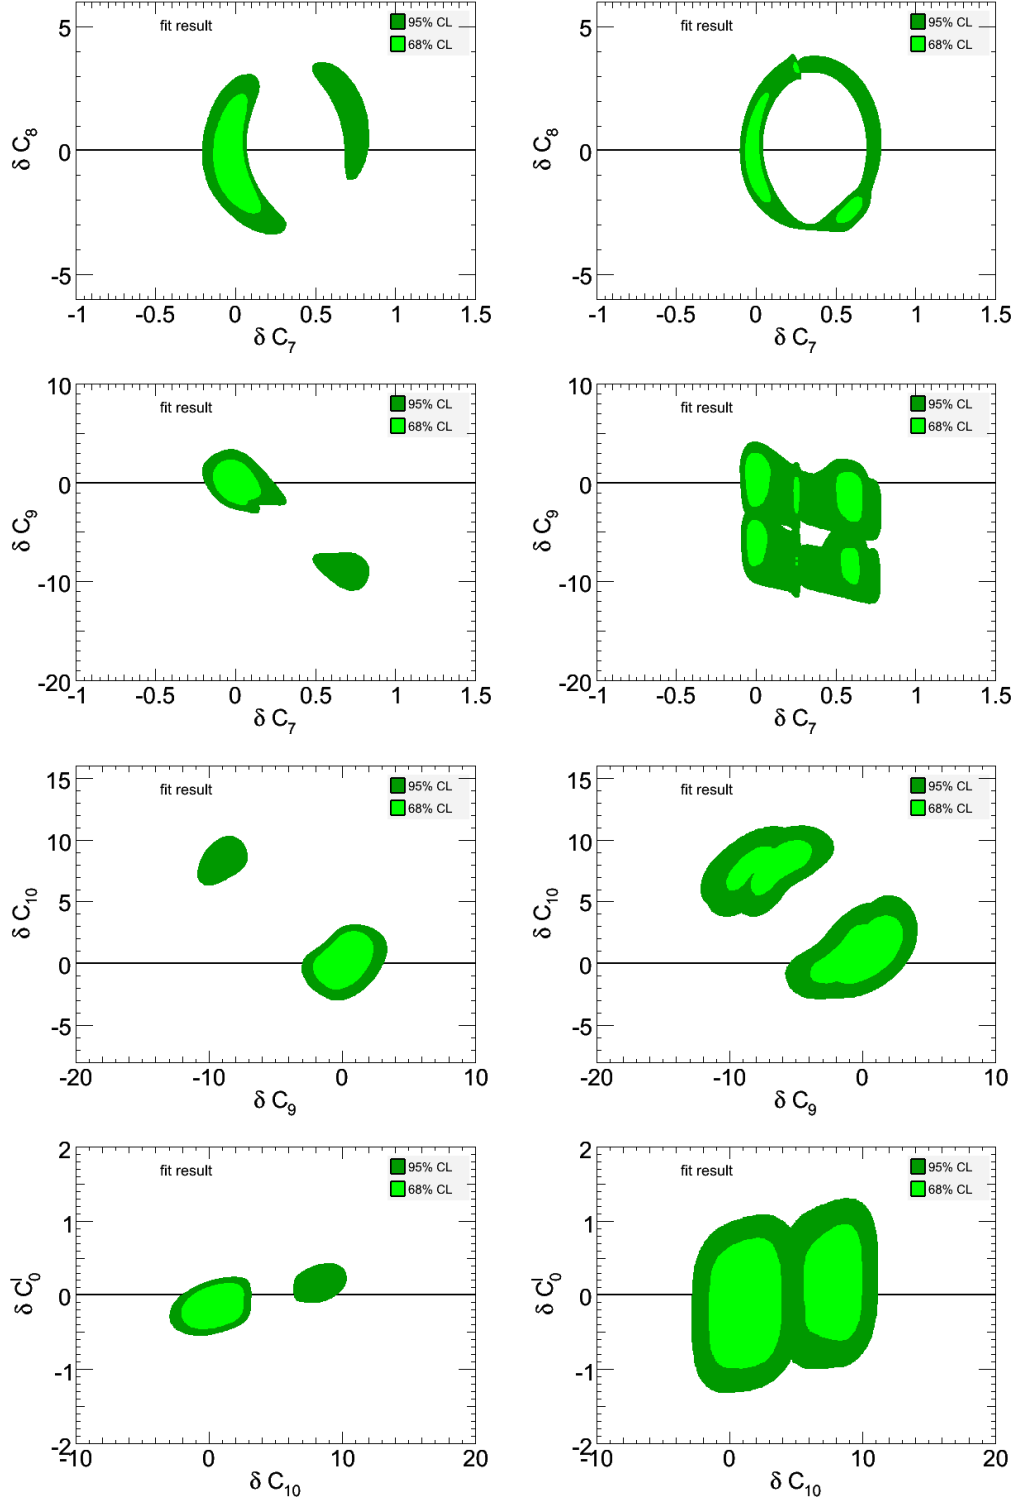 5
fit result
95% CL
68% CL
δ C8
0
-5
-1 -0.5 0 0.5 1 1.5
δ C7
5
fit result
95% CL
68% CL
δ C8
0
-5
-1 -0.5 0 0.5 1 1.5
δ C7
10
fit result
95% CL
68% CL
5
0
δ C9
-10
-20
-1 -0.5 0 0.5 1 1.5
δ C7
10
fit result
95% CL
68% CL
0
δ C9
-10
-20
-1 -0.5 0 0.5 1 1.5
δ C7
15
fit result
95% CL
68% CL
10
δ C10
5
0
-5
-20 -10 0 10
δ C9
15
fit result
95% CL
68% CL
10
δ C10
5
0
-5
-20 -10 0 10
δ C9
2
fit result
95% CL
68% CL
1
δ C0l
0
-1
-2
-10 0 10 20
δ C10
2
fit result
95% CL
68% CL
1
δ C0l
0
-1
-2
-10 0 10 20
δ C10